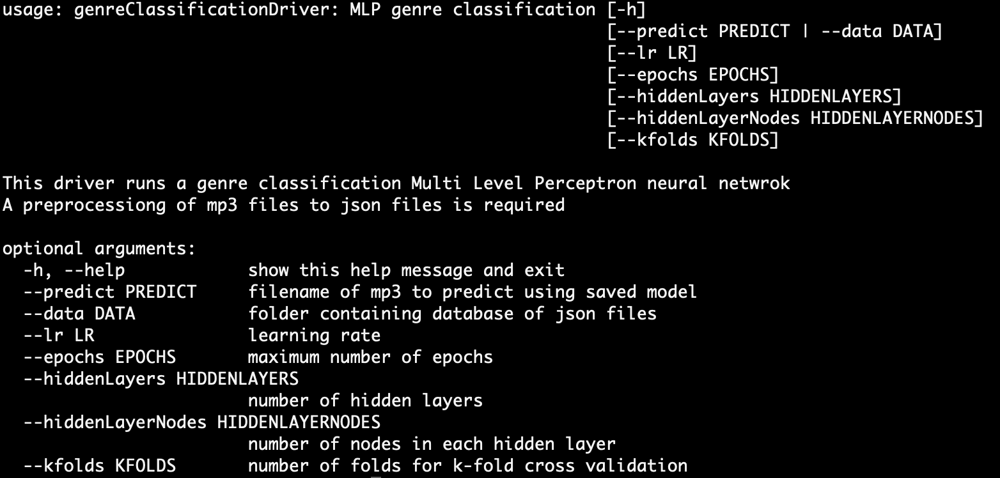 usage: genreClassificationDriver: MLP genre classification [-h]
[--predict PREDICT | --data DATA]
[--lr LR]
[--epochs EPOCHS]
[--hiddenLayers HIDDENLAYERS]
[--hiddenLayerNodes HIDDENLAYERNODES]
[--kfolds KFOLDS]
This driver runs a genre classification Multi Level Perceptron neural netwrok
A preprocessiong of mp3 files to json files is required
optional arguments:
-h, --help show this help message and exit
--predict PREDICT filename of mp3 to predict using saved model
--data DATA folder containing database of json files
--lr LR learning rate
--epochs EPOCHS maximum number of epochs
--hiddenLayers HIDDENLAYERS
number of hidden layers
--hiddenLayerNodes HIDDENLAYERNODES
number of nodes in each hidden layer
--kfolds KFOLDS number of folds for k-fold cross validation